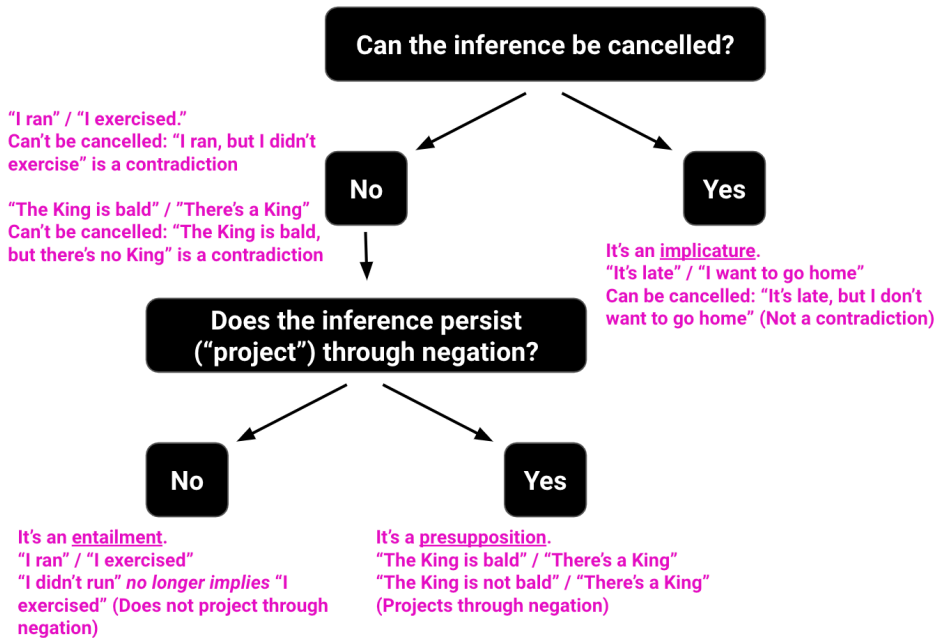 Can the inference be cancelled?
“I ran” / “I exercised.”
Can’t be cancelled: “I ran, but I didn’t
exercise” is a contradiction
“The King is bald” / ”There’s a King”
Can’t be cancelled: “The King is bald,
but there’s no King” is a contradiction
No
Yes
It’s an implicature.
“It’s late” / “I want to go home”
Can be cancelled: “It’s late, but I don’t
want to go home” (Not a contradiction)
Does the inference persist
(“project”) through negation?
No
Yes
It’s an entailment.
“I ran” / “I exercised”
“I didn’t run” no longer implies “I
exercised” (Does not project through
negation)
It’s a presupposition.
“The King is bald” / “There’s a King”
“The King is not bald” / “There’s a King”
(Projects through negation)